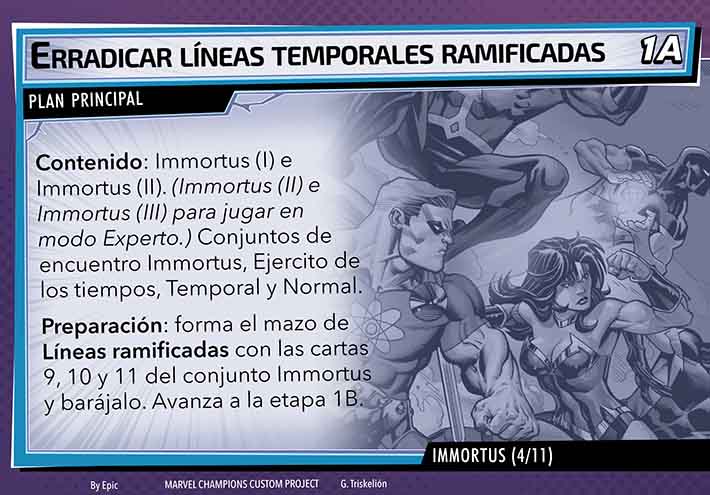 ERRADICAR LÍNEAS TEMPORALES RAMIFICADAS 1A
PLAN PRINCIPAL
Contenido: Immortus (I) e
Immortus (II). (Immortus (II) e
Immortus (III) para jugar en
modo Experto.) Conjuntos de
encuentro Immortus, Ejercito de
los tiempos, Temporal y Normal.
Preparación: forma el mazo de
Líneas ramificadas con las cartas
9, 10 y 11 del conjunto Immortus
y barájalo. Avanza a la etapa 1B.
IMMORTUS (4/11)
By Epic MARVEL CHAMPIONS CUSTOM PROJECT G. Triskelión